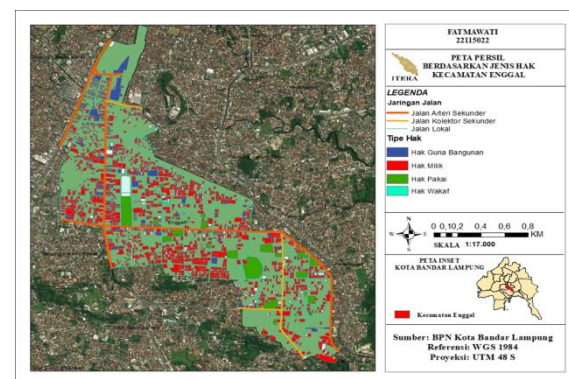 FATMAWATI
22115022
ITERA
PETA PERSIL
BERDASARKAN JENIS HAK
KECAMATAN ENGGAL
LEGENDA
Jaringan Jalan
Jalan Arteri Sekunder
Jalan Kolektor Sekunder
Jalan Lokal
Tipe Hak
Hak Guna Bangunan
Hak Milik
Hak Pakai
Hak Wakaf
N
W E
S
0 0,10,2 0,4 0,6 0,8
KM
SKALA 1:17.000
PETA INSET
KOTA BANDAR LAMPUNG
Kecamatan Enggal
Sumber: BPN Kota Bandar Lampung
Referensi: WGS 1984
Proyeksi: UTM 48 S